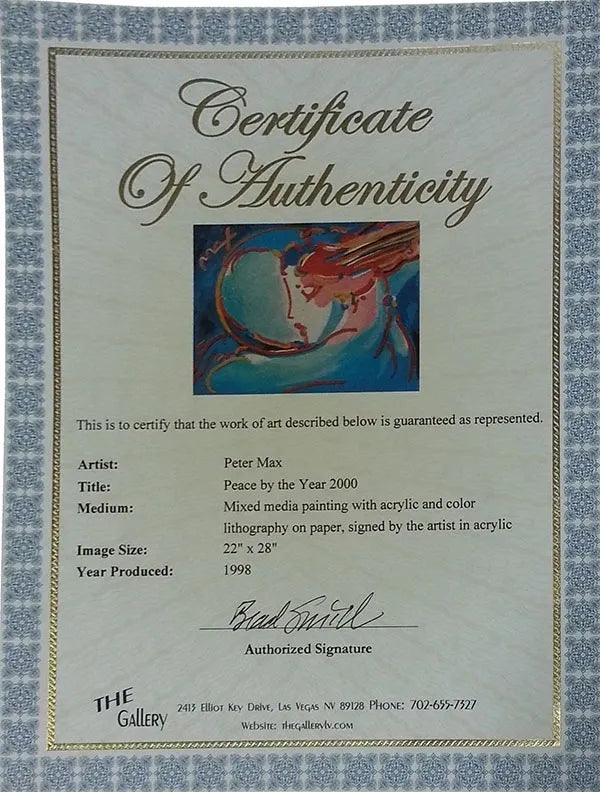 Certificate
Of Authenticity
Max
This is to certify that the work of art described below is guaranteed as represented.
Artist: Peter Max
Title: Peace by the Year 2000
Medium: Mixed media painting with acrylic and color
lithography on paper, signed by the artist in acrylic
Image Size: 22" x 28"
Year Produced: 1998
Authorized Signature
THE
GALLERY
2413 Elliot Key Drive, Las Vegas NV 89128 Phone: 702-655-7327
Website: thegallerylv.com